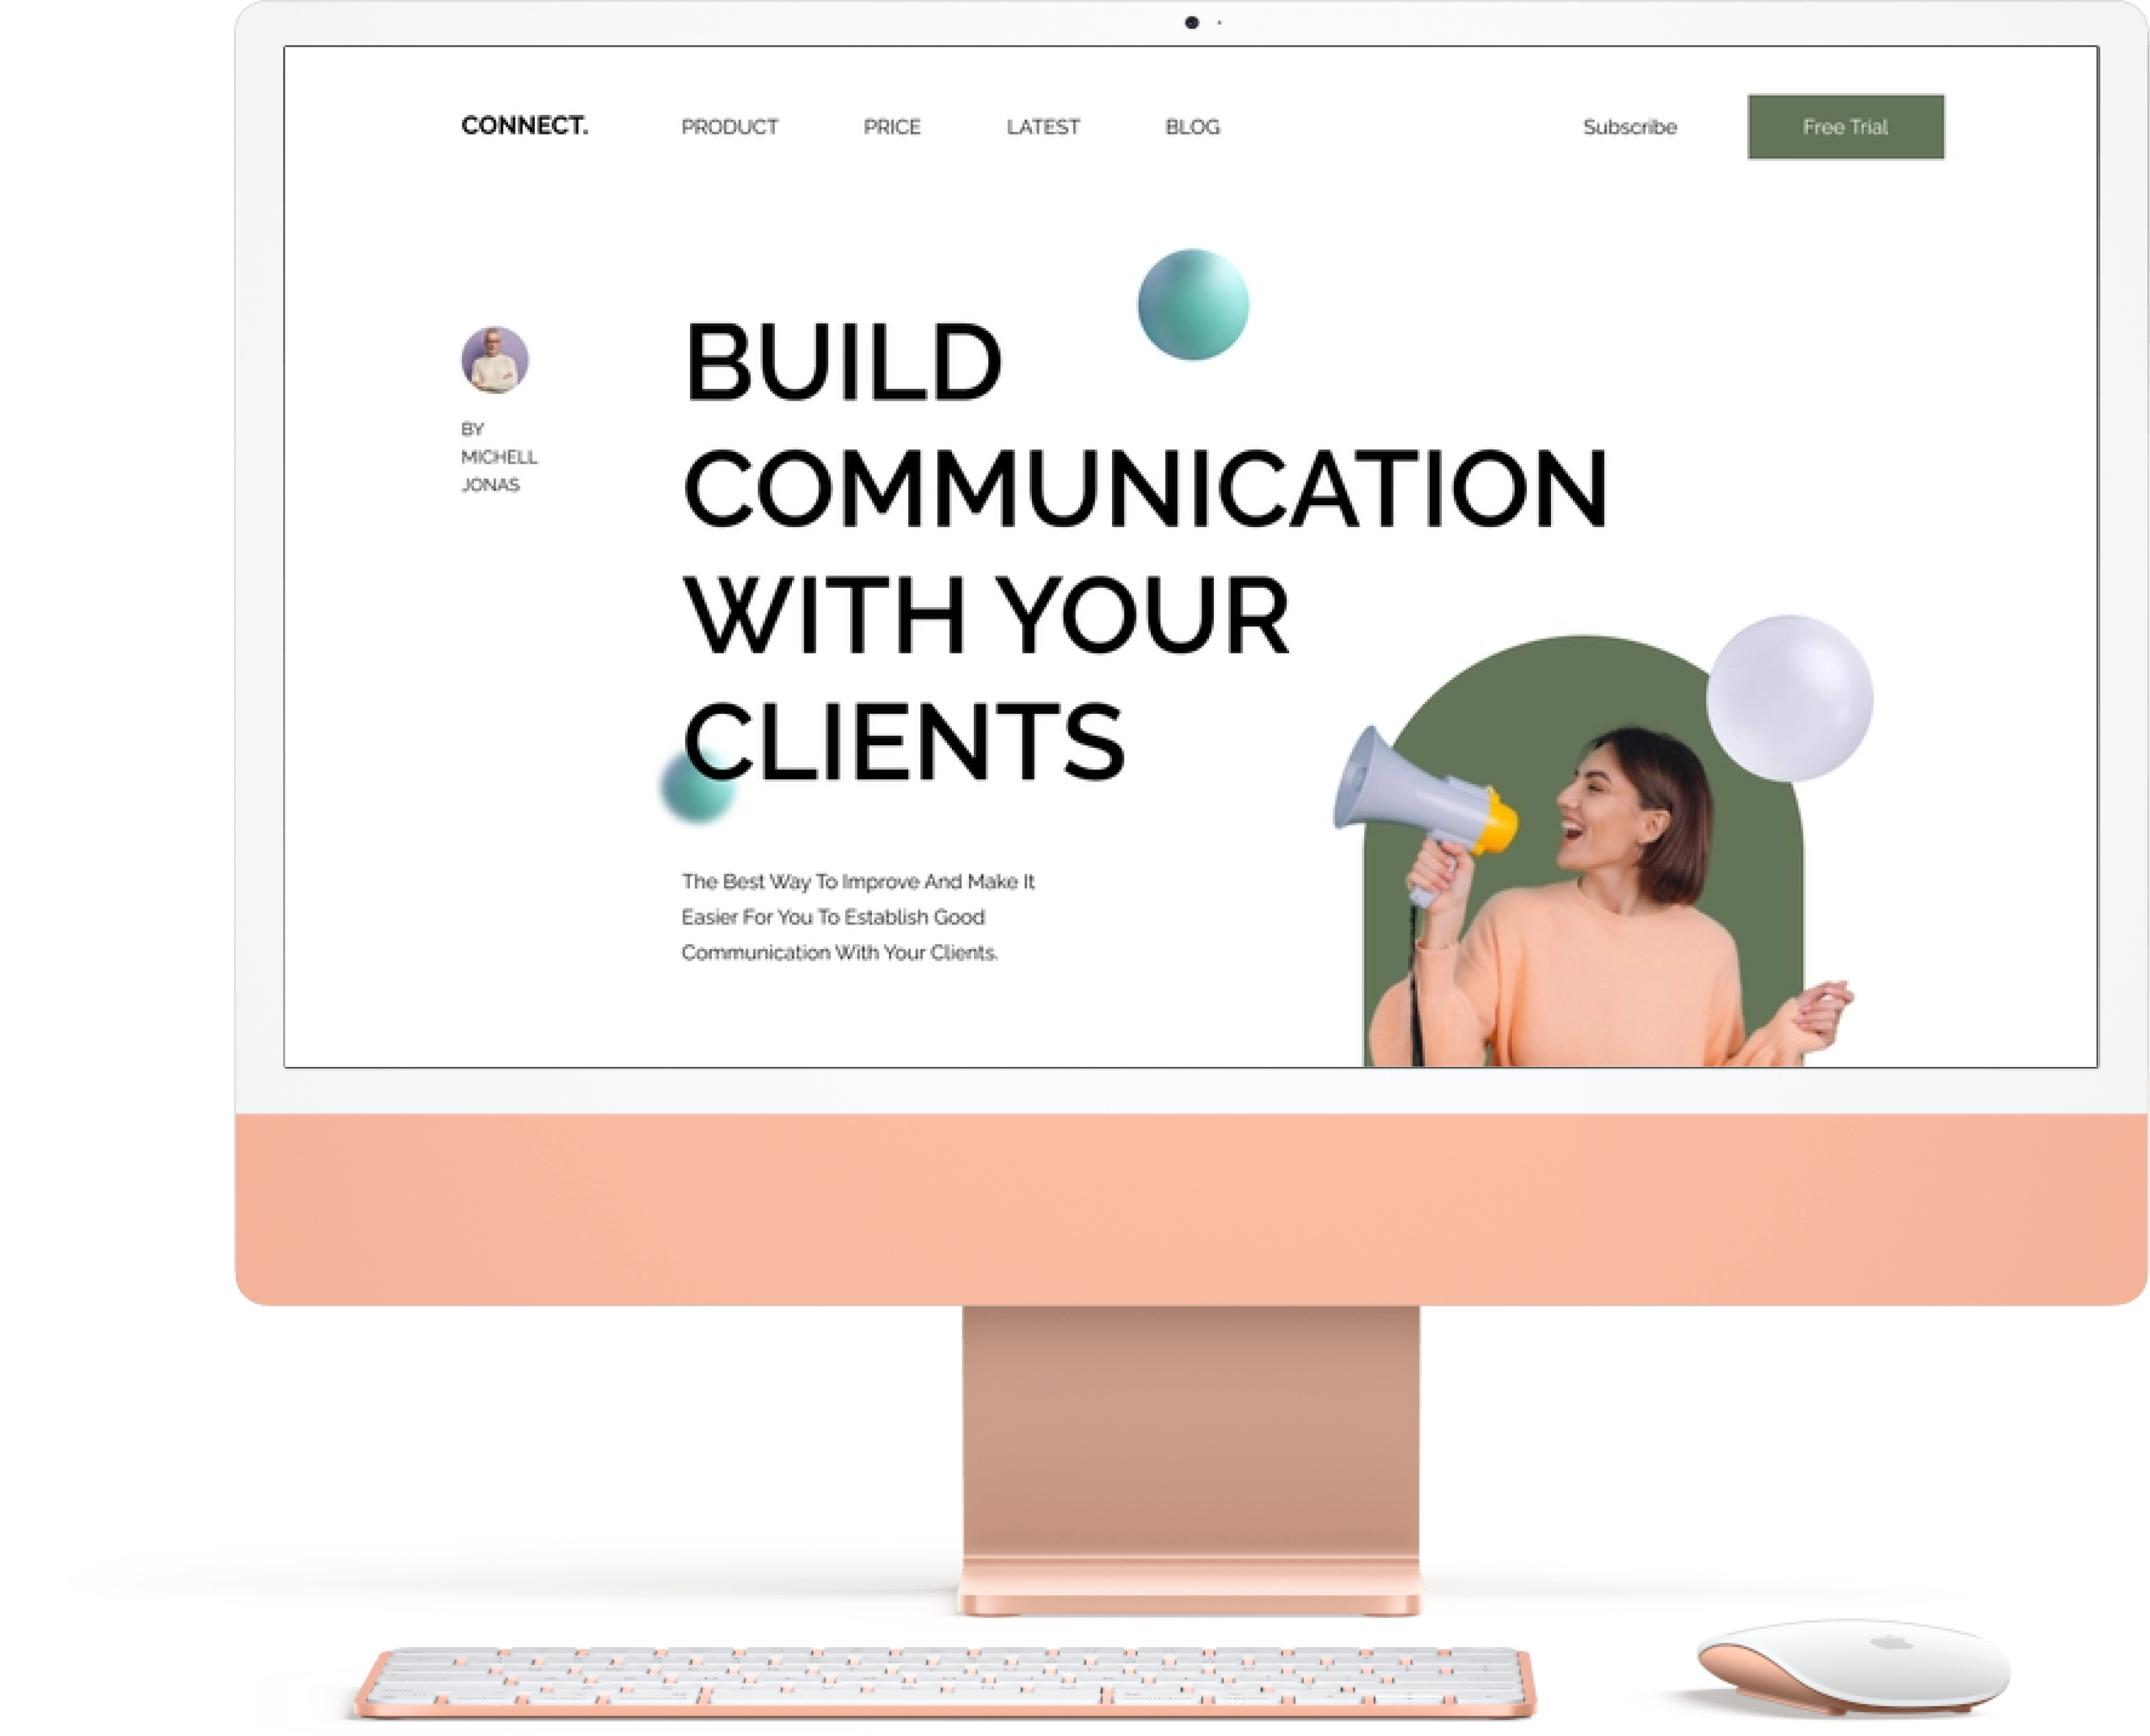 CONNECT. PRODUCT PRICE LATEST BLOG Subscribe Free Trial
BY
MICHELL
JONAS
BUILD
COMMUNICATION
WITH YOUR
CLIENTS
The Best Way To Improve And Make It
Easier For You To Establish Good
Communication With Your Clients.